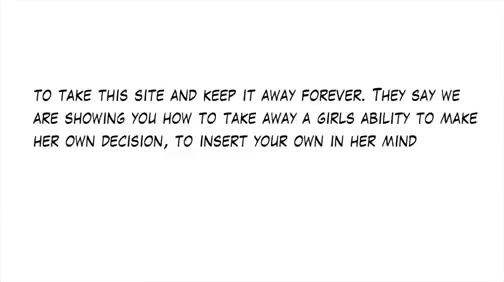 TO TAKE THIS SITE AND KEEP IT AWAY FOREVER. THEY SAY WE
ARE SHOWING YOU HOW TO TAKE AWAY A GIRLS ABILITY TO MAKE
HER OWN DECISION, TO INSERT YOUR OWN IN HER MIND